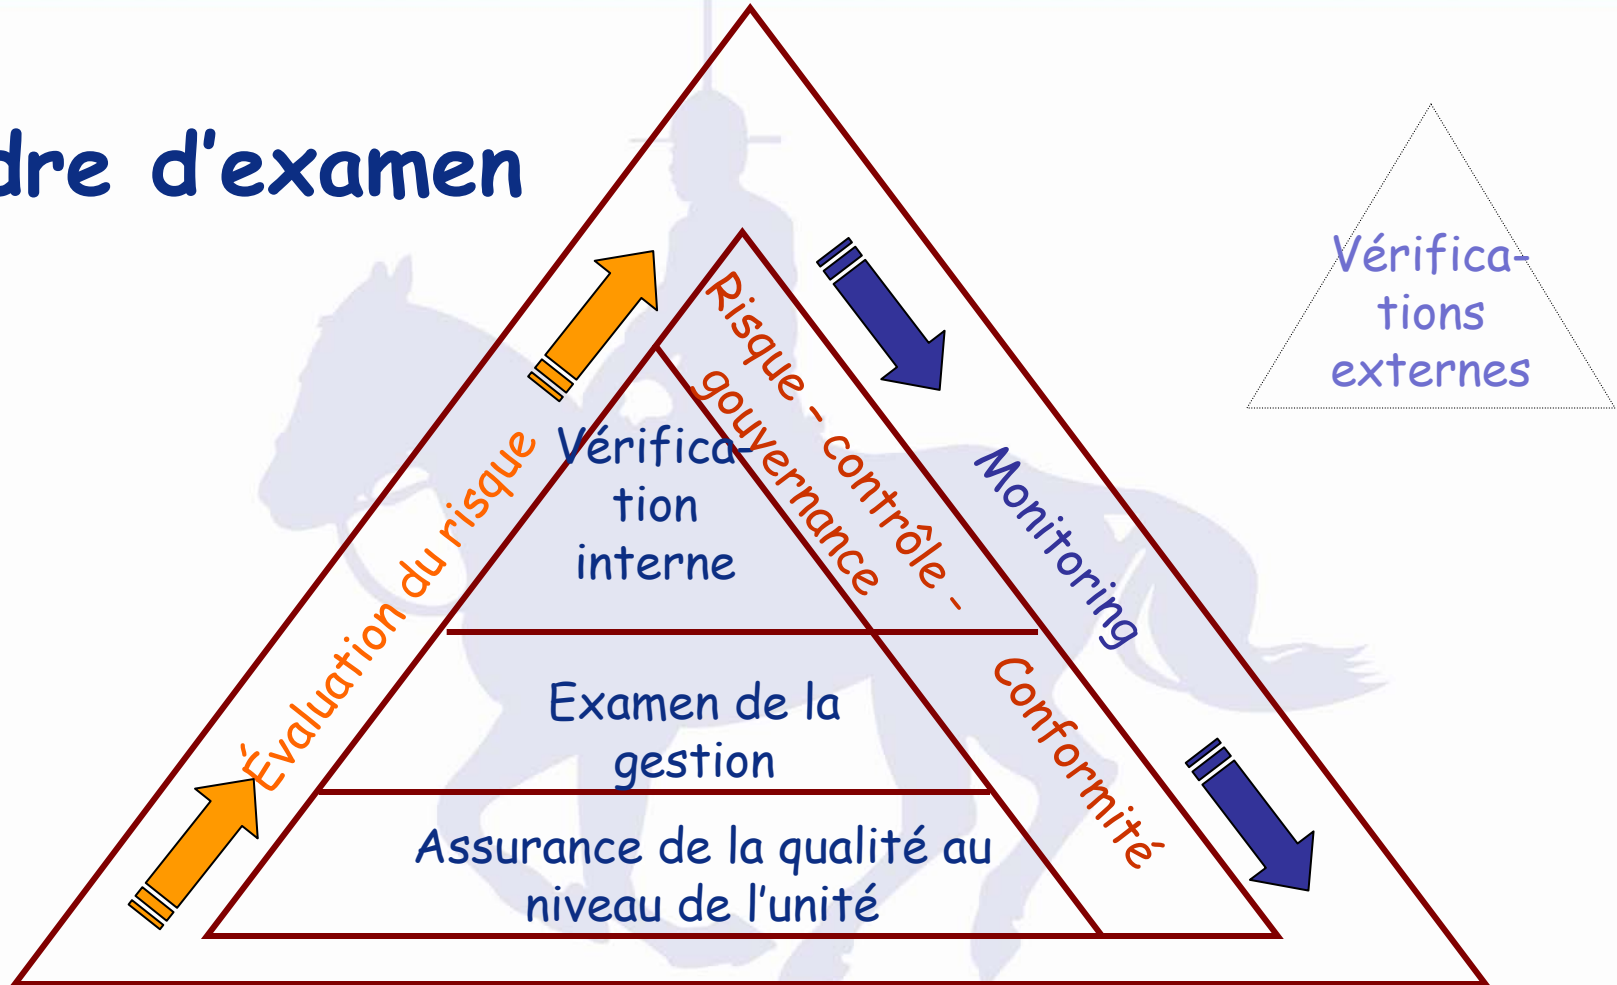 dre d'examen
Vérifica-
tions
externes
Évaluation du risque
Vérifica-
tion
interne
Risque - contrôle -
gouvernance
Monitoring
Examen de la
gestion
Conformité
Assurance de la qualité au
niveau de l'unité